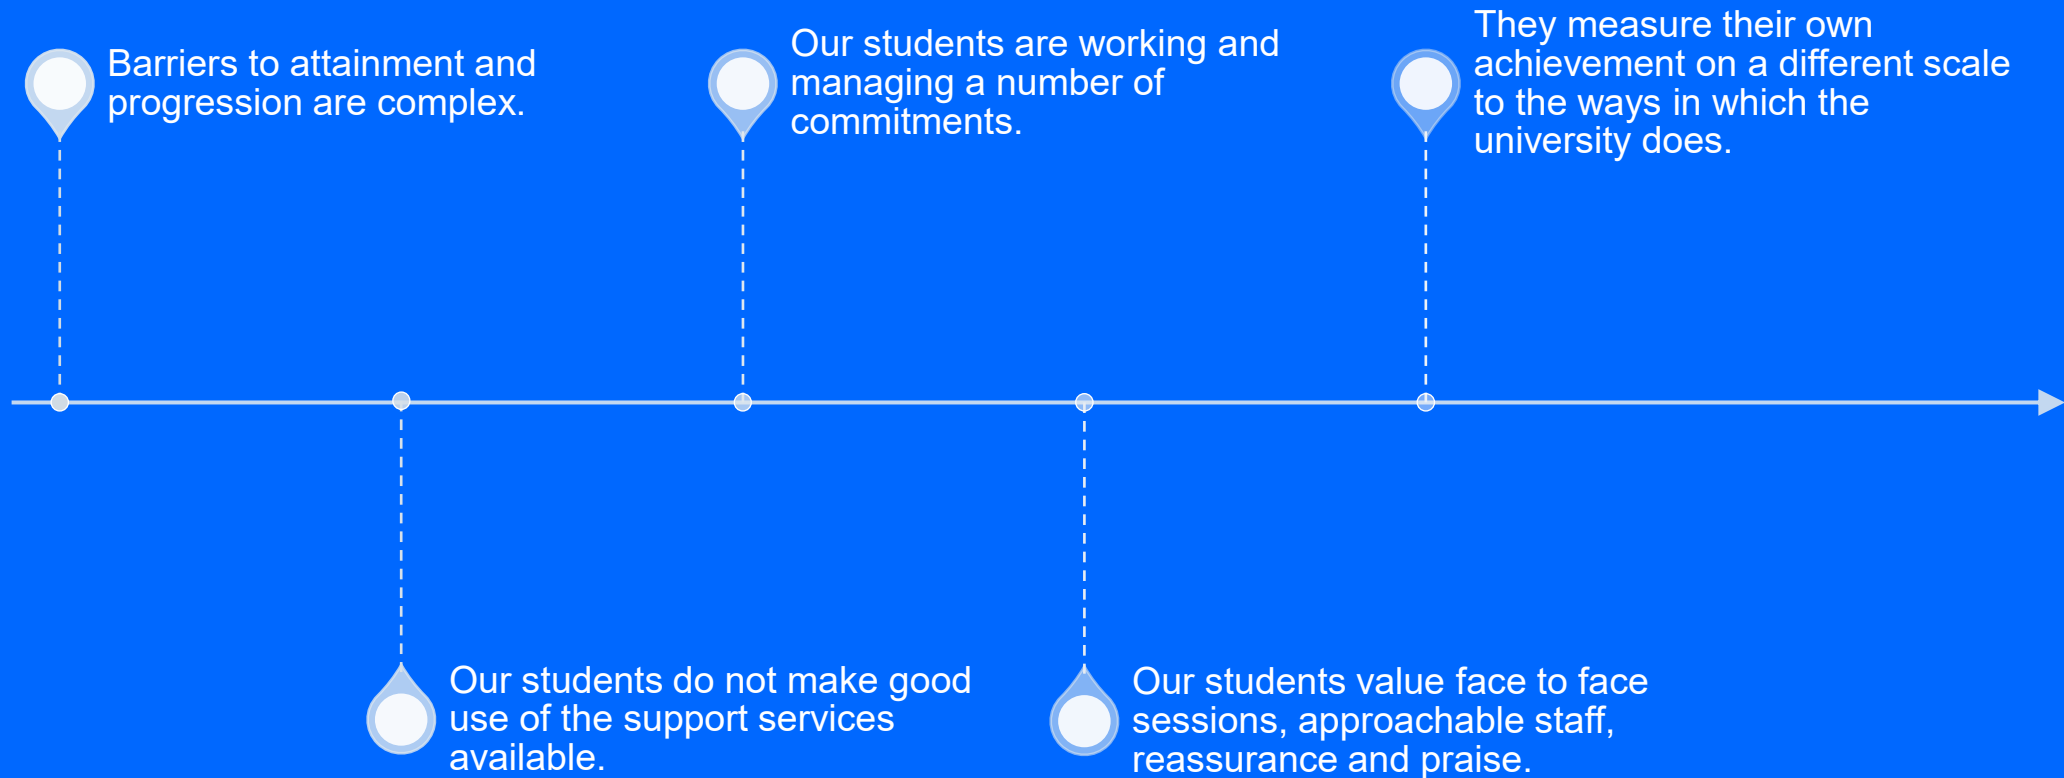 Barriers to attainment and
progression are complex.
Our students do not make good
use of the support services
available.
Our students are working and
managing a number of
commitments.
Our students value face to face
sessions, approachable staff,
reassurance and praise.
They measure their own
achievement on a different scale
to the ways in which the
university does.